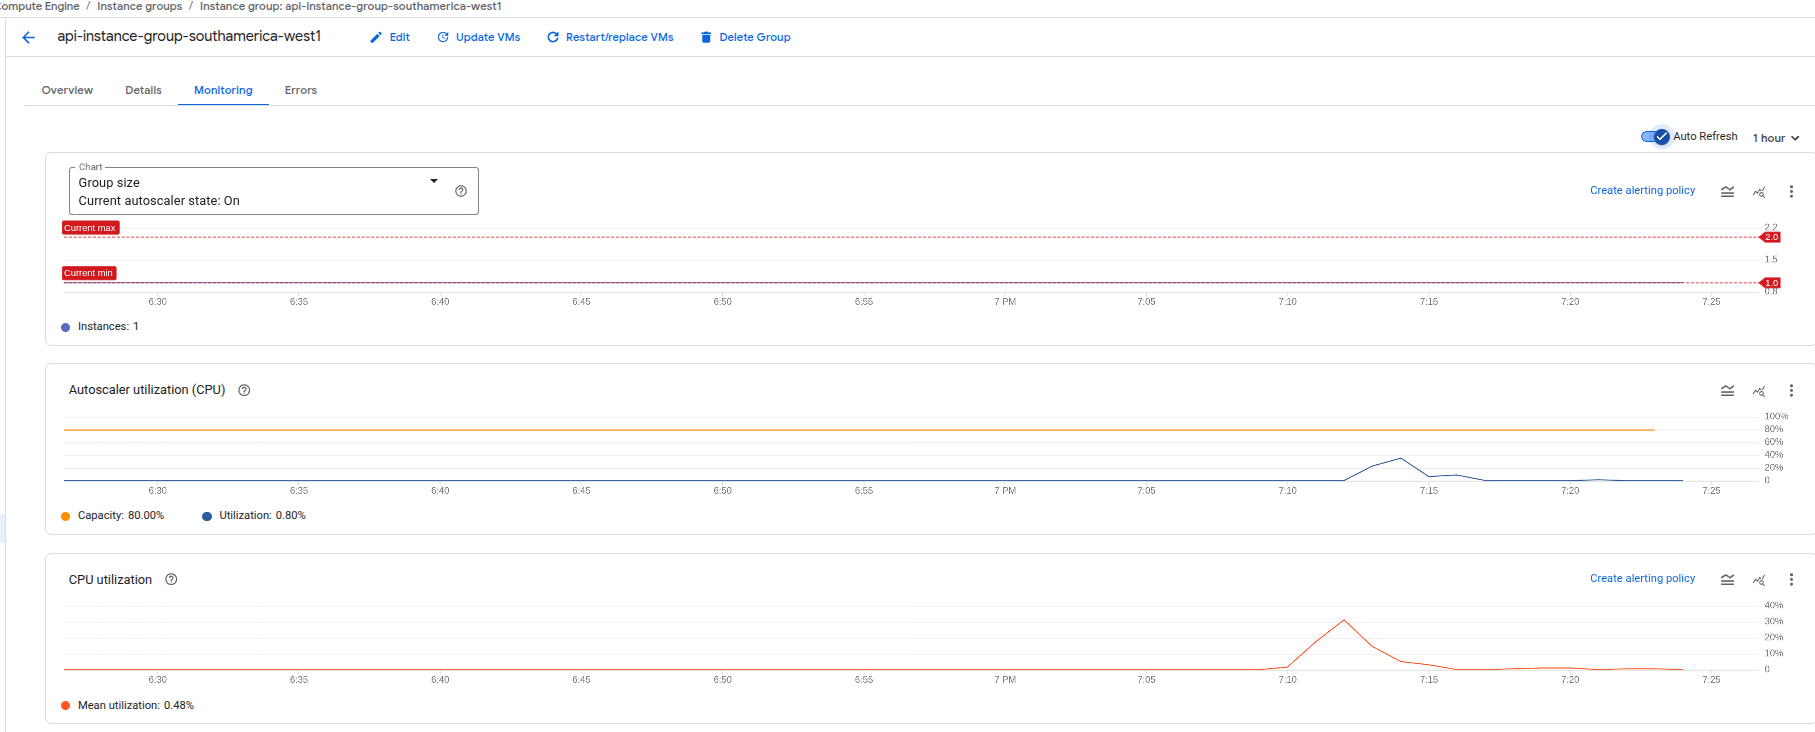 Compute Engine / Instance groups / Instance group: api-instance-group-southamerica-west1
api-instance-group-southamerica-west1 Edit Update VMs Restart/replace VMs Delete Group
Overview Details Monitoring Errors
Auto Refresh 1 hour
Chart
Group size
Current autoscaler state: On
Create alerting policy
Current max
2.2
2.0
1.5
Current min
1.0
0.8
6:30 6:35 6:40 6:45 6:50 6:55 7 PM 7:05 7:10 7:15 7:20 7:25
Instances: 1
Autoscaler utilization (CPU)
100%
80%
60%
40%
20%
0
6:30 6:35 6:40 6:45 6:50 6:55 7 PM 7:05 7:10 7:15 7:20 7:25
Capacity: 80.00% Utilization: 0.80%
CPU utilization
Create alerting policy
40%
30%
20%
10%
0
6:30 6:35 6:40 6:45 6:50 6:55 7 PM 7:05 7:10 7:15 7:20 7:25
Mean utilization: 0.48%